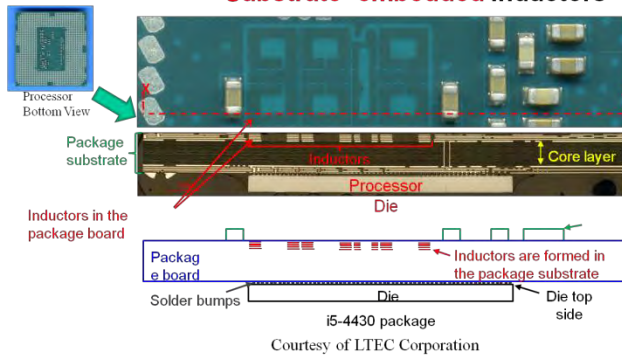 Substrate embedded inductors
Processor
Bottom View
X
Package
substrate
Inductors
Core layer
Processor
Die
Inductors in the
package board
Packag
e board
Inductors are formed in
the package substrate
Solder bumps
Die
Die top
side
i5-4430 package
Courtesy of LTEC Corporation